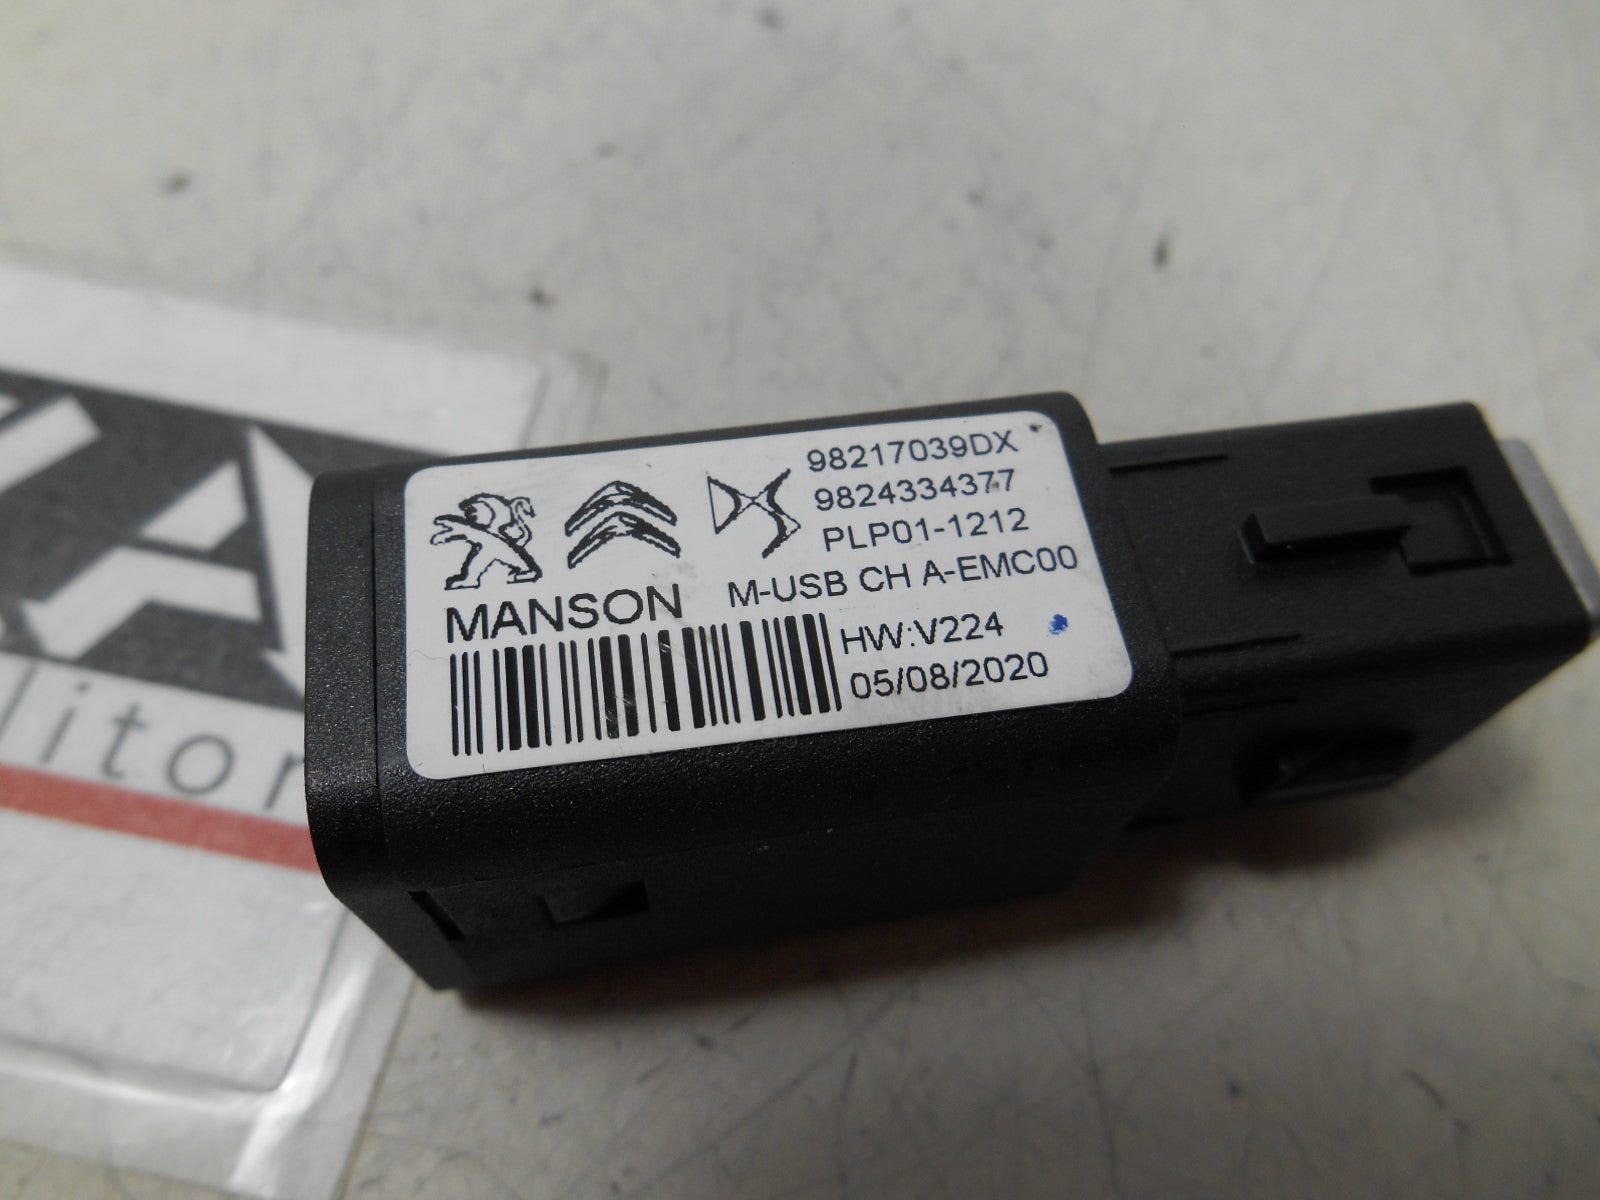 98217039DX
9824334377
PLP01-1212
MANSON M-USB CH A-EMC00
HW:V224
05/08/2020